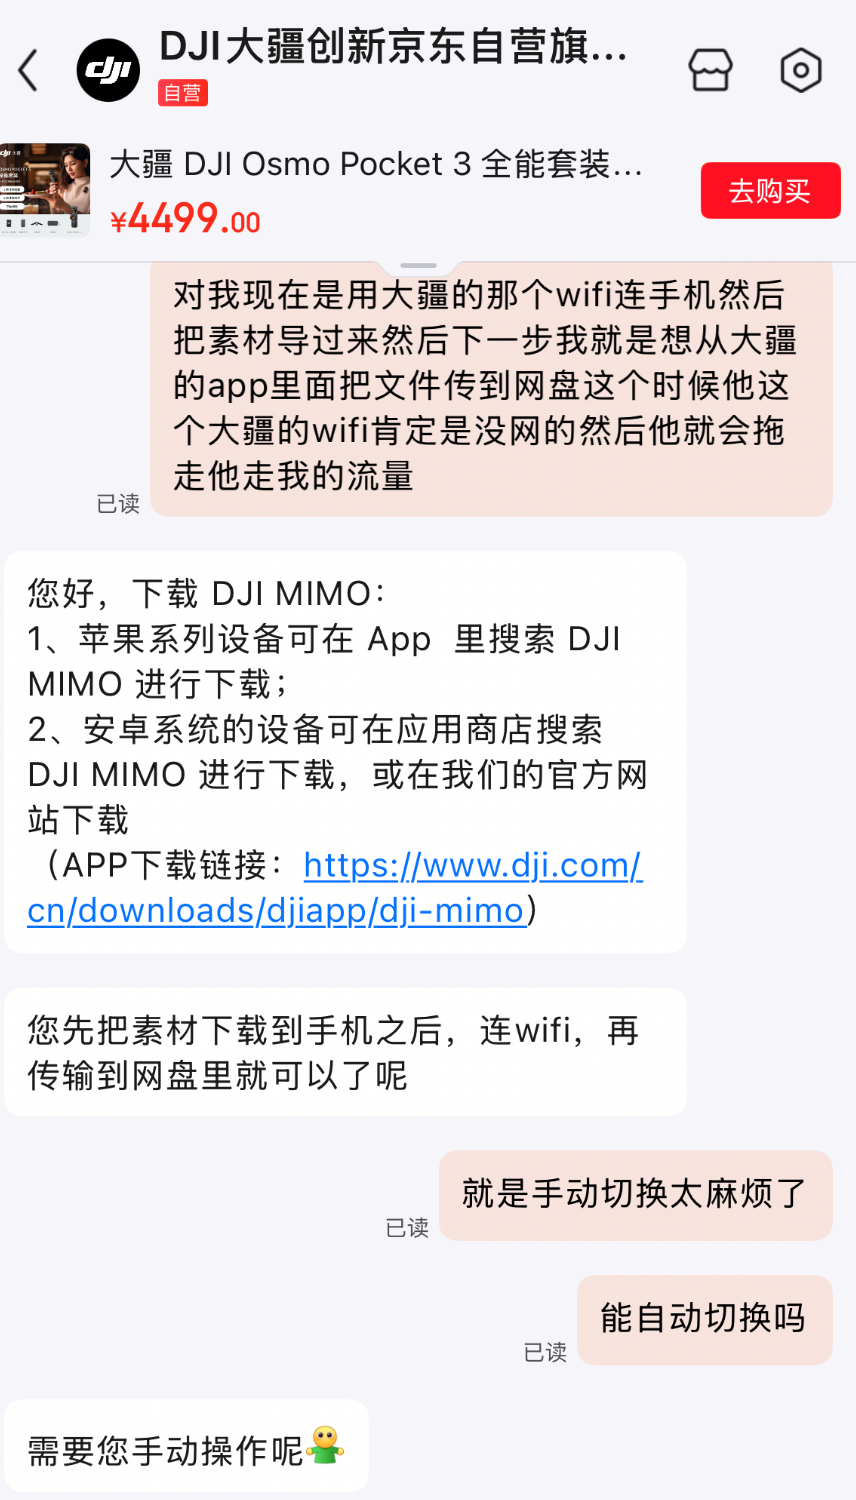 dji
DJI大疆创新京东自营旗...
自营
大疆 DJI Osmo Pocket 3 全能套装...
¥4499.00
去购买
对我现在是用大疆的那个wifi连手机然后
把素材导过来然后下一步我就是想从大疆
的app里面把文件传到网盘这个时候他这
个大疆的wifi肯定是没网的然后他就会拖
走他走我的流量
已读
您好，下载 DJI MIMO：
1、苹果系列设备可在 App 里搜索 DJI
MIMO 进行下载；
2、安卓系统的设备可在应用商店搜索
DJI MIMO 进行下载，或在我们的官方网
站下载
（APP下载链接：https://www.dji.com/
cn/downloads/djiapp/dji-mimo）
您先把素材下载到手机之后，连wifi，再
传输到网盘里就可以了呢
就是手动切换太麻烦了
已读
能自动切换吗
已读
需要您手动操作呢